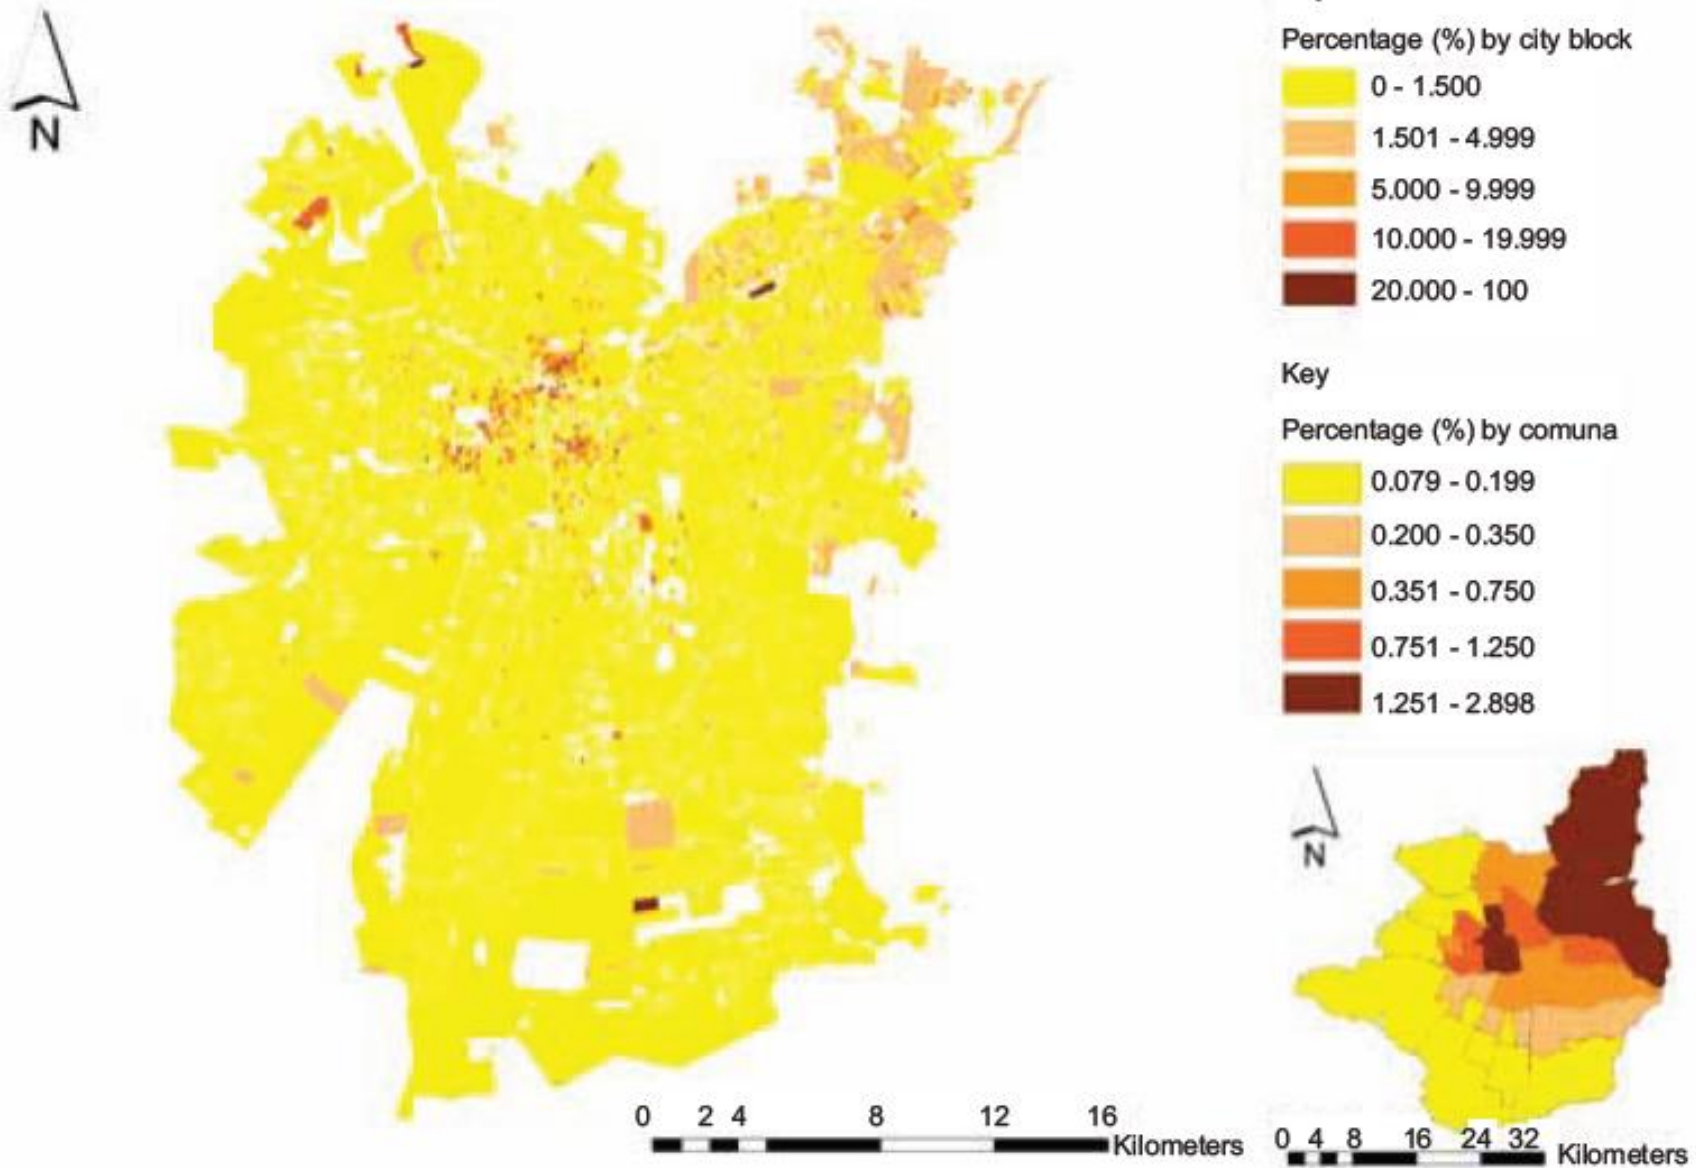 N
Percentage (%) by city block
0 - 1.500
1.501 - 4.999
5.000 - 9.999
10.000 - 19.999
20.000 - 100
Key
Percentage (%) by comuna
0.079 - 0.199
0.200 - 0.350
0.351 - 0.750
0.751 - 1.250
1.251 - 2.898
N
0 2 4 8 12 16
Kilometers
0 4 8 16 24 32
Kilometers